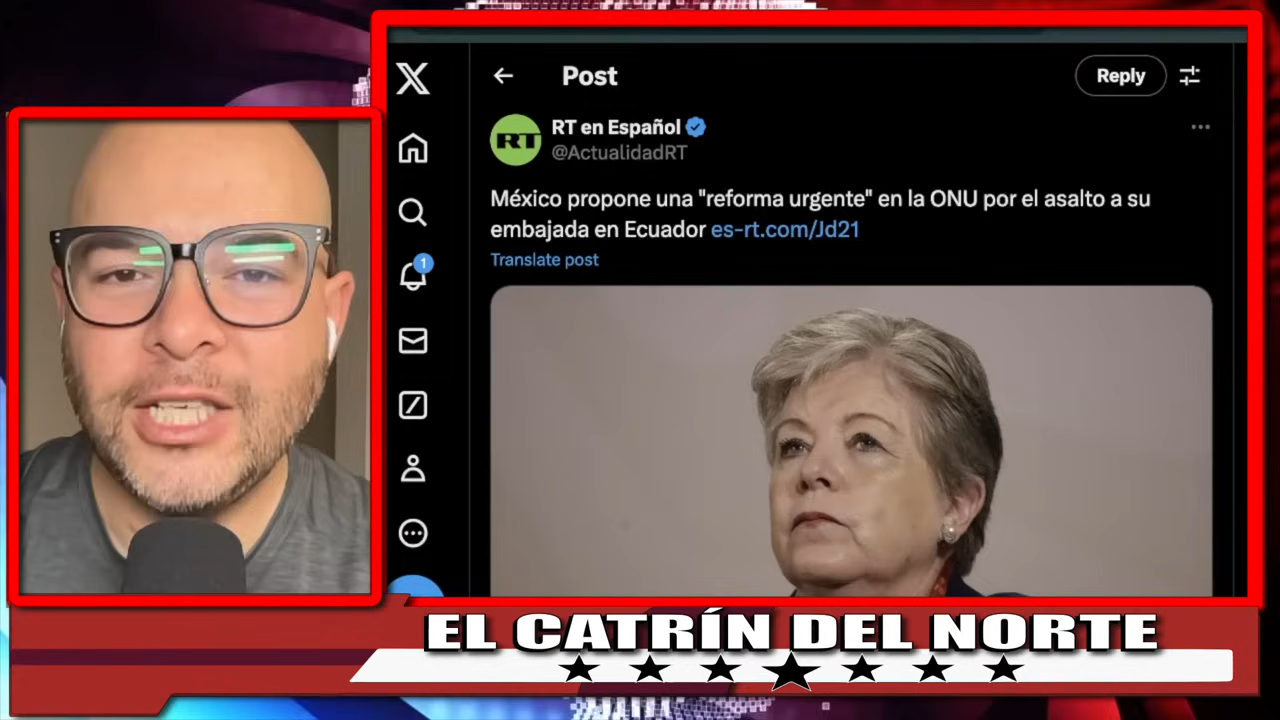 Post
Reply
RT
RT en Español
@ActualidadRT
México propone una "reforma urgente" en la ONU por el asalto a su
embajada en Ecuador es-rt.com/Jd21
Translate post
1
EL CATRÍN DEL NORTE